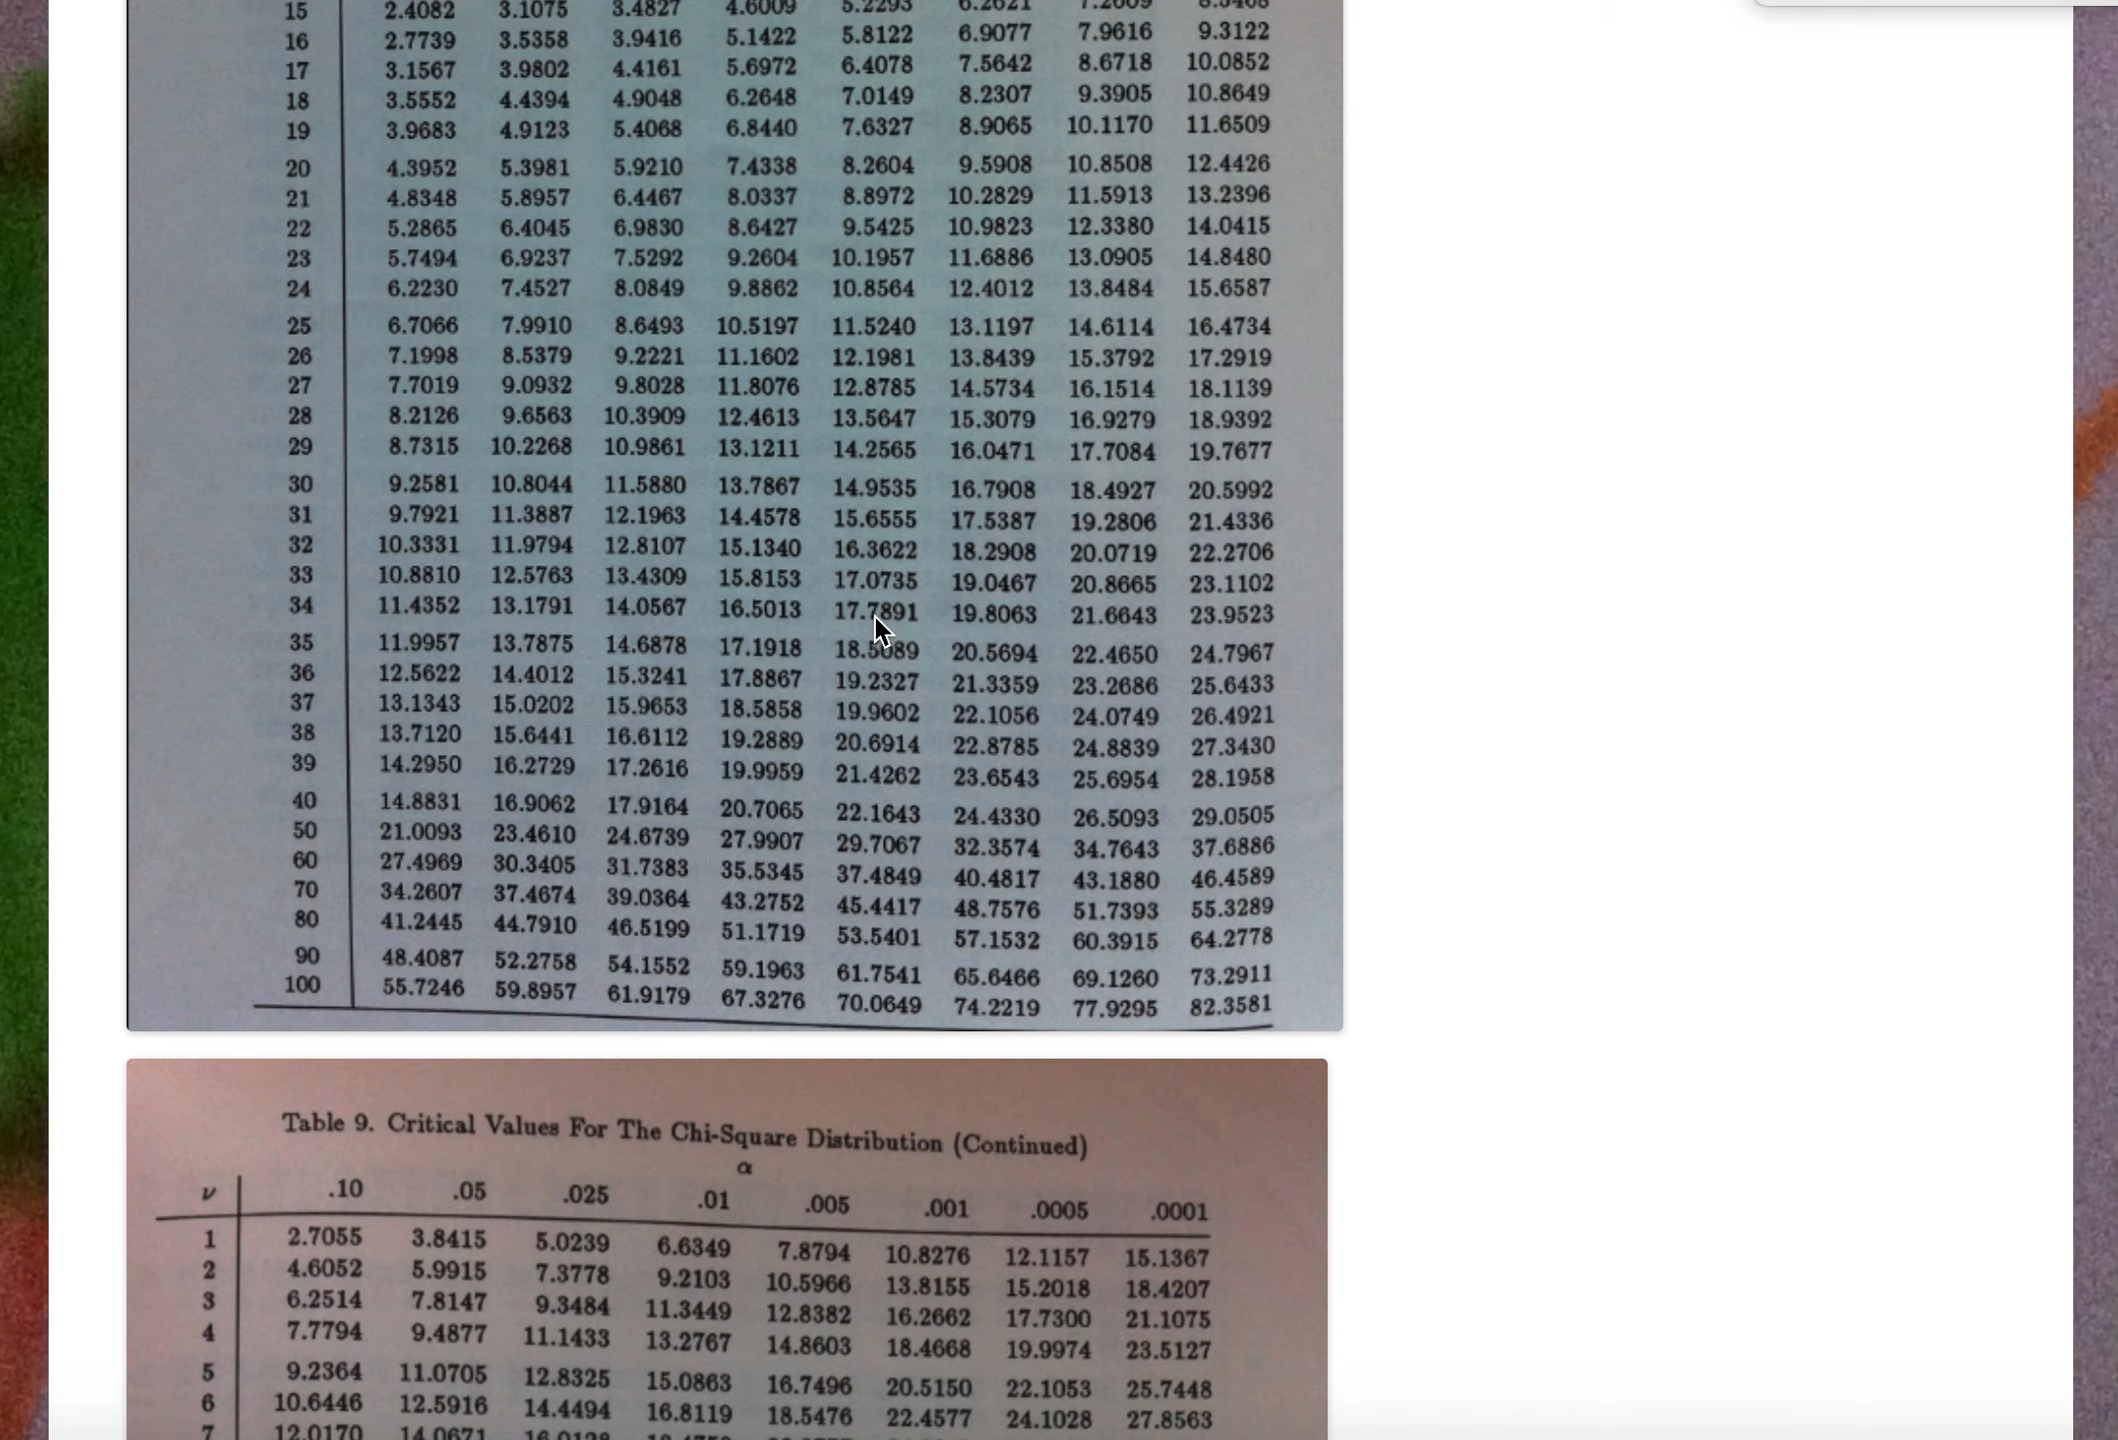 15 2.4082 3.1075 3.4827 4.6009 5.2293 6.2621 7.2609 8.5468
16 2.7739 3.5358 3.9416 5.1422 5.8122 6.9077 7.9616 9.3122
17 3.1567 3.9802 4.4161 5.6972 6.4078 7.5642 8.6718 10.0852
18 3.5552 4.4394 4.9048 6.2648 7.0149 8.2307 9.3905 10.8649
19 3.9683 4.9123 5.4068 6.8440 7.6327 8.9065 10.1170 11.6509
20 4.3952 5.3981 5.9210 7.4338 8.2604 9.5908 10.8508 12.4426
21 4.8348 5.8957 6.4467 8.0337 8.8972 10.2829 11.5913 13.2396
22 5.2865 6.4045 6.9830 8.6427 9.5425 10.9823 12.3380 14.0415
23 5.7494 6.9237 7.5292 9.2604 10.1957 11.6886 13.0905 14.8480
24 6.2230 7.4527 8.0849 9.8862 10.8564 12.4012 13.8484 15.6587
25 6.7066 7.9910 8.6493 10.5197 11.5240 13.1197 14.6114 16.4734
26 7.1998 8.5379 9.2221 11.1602 12.1981 13.8439 15.3792 17.2919
27 7.7019 9.0932 9.8028 11.8076 12.8785 14.5734 16.1514 18.1139
28 8.2126 9.6563 10.3909 12.4613 13.5647 15.3079 16.9279 18.9392
29 8.7315 10.2268 10.9861 13.1211 14.2565 16.0471 17.7084 19.7677
30 9.2581 10.8044 11.5880 13.7867 14.9535 16.7908 18.4927 20.5992
31 9.7921 11.3887 12.1963 14.4578 15.6555 17.5387 19.2806 21.4336
32 10.3331 11.9794 12.8107 15.1340 16.3622 18.2908 20.0719 22.2706
33 10.8810 12.5763 13.4309 15.8153 17.0735 19.0467 20.8665 23.1102
34 11.4352 13.1791 14.0567 16.5013 17.7891 19.8063 21.6643 23.9523
35 11.9957 13.7875 14.6878 17.1918 18.5089 20.5694 22.4650 24.7967
36 12.5622 14.4012 15.3241 17.8867 19.2327 21.3359 23.2686 25.6433
37 13.1343 15.0202 15.9653 18.5858 19.9602 22.1056 24.0749 26.4921
38 13.7120 15.6441 16.6112 19.2889 20.6914 22.8785 24.8839 27.3430
39 14.2950 16.2729 17.2616 19.9959 21.4262 23.6543 25.6954 28.1958
40 14.8831 16.9062 17.9164 20.7065 22.1643 24.4330 26.5093 29.0505
50 21.0093 23.4610 24.6739 27.9907 29.7067 32.3574 34.7643 37.6886
60 27.4969 30.3405 31.7383 35.5345 37.4849 40.4817 43.1880 46.4589
70 34.2607 37.4674 39.0364 43.2752 45.4417 48.7576 51.7393 55.3289
80 41.2445 44.7910 46.5199 51.1719 53.5401 57.1532 60.3915 64.2778
90 48.4087 52.2758 54.1552 59.1963 61.7541 65.6466 69.1260 73.2911
100 55.7246 59.8957 61.9179 67.3276 70.0649 74.2219 77.9295 82.3581
Table 9. Critical Values For The Chi-Square Distribution (Continued)
α
ν .10 .05 .025 .01 .005 .001 .0005 .0001
1 2.7055 3.8415 5.0239 6.6349 7.8794 10.8276 12.1157 15.1367
2 4.6052 5.9915 7.3778 9.2103 10.5966 13.8155 15.2018 18.4207
3 6.2514 7.8147 9.3484 11.3449 12.8382 16.2662 17.7300 21.1075
4 7.7794 9.4877 11.1433 13.2767 14.8603 18.4668 19.9974 23.5127
5 9.2364 11.0705 12.8325 15.0863 16.7496 20.5150 22.1053 25.7448
6 10.6446 12.5916 14.4494 16.8119 18.5476 22.4577 24.1028 27.8563
7 12.0170 14.0671